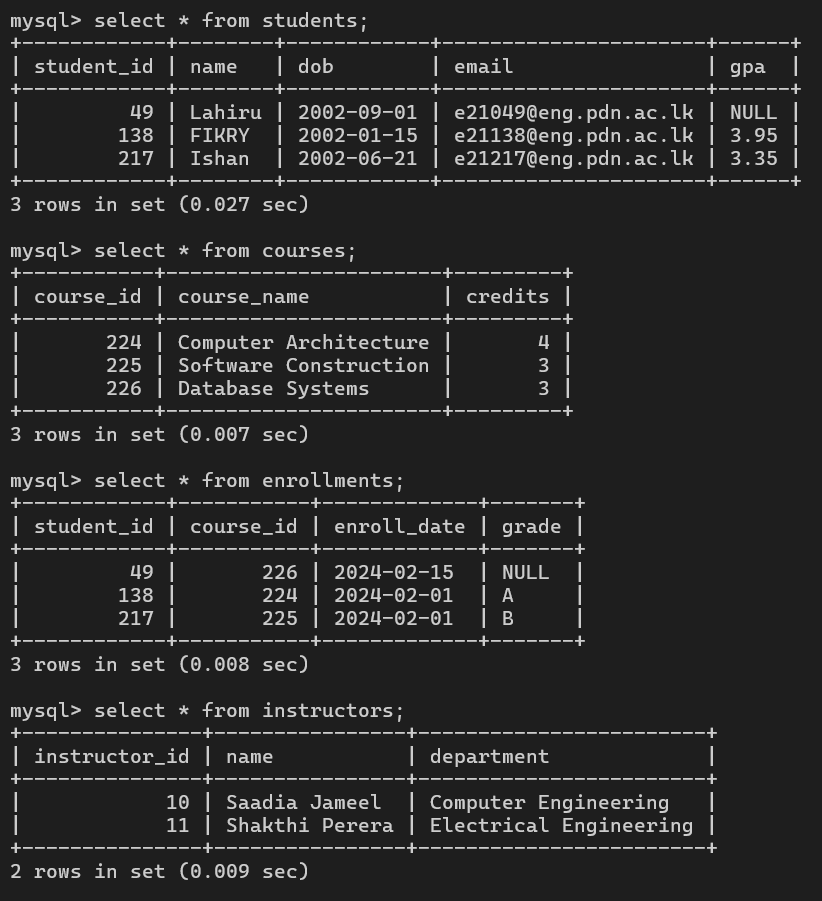 mysql> select * from students;
+------------+--------+------------+----------------------+------+
| student_id | name   | dob        | email                | gpa  |
+------------+--------+------------+----------------------+------+
|         49 | Lahiru | 2002-09-01 | e21049@eng.pdn.ac.lk | NULL |
|        138 | FIKRY  | 2002-01-15 | e21138@eng.pdn.ac.lk | 3.95 |
|        217 | Ishan  | 2002-06-21 | e21217@eng.pdn.ac.lk | 3.35 |
+------------+--------+------------+----------------------+------+
3 rows in set (0.027 sec)

mysql> select * from courses;
+-----------+-----------------------+---------+
| course_id | course_name           | credits |
+-----------+-----------------------+---------+
|       224 | Computer Architecture |       4 |
|       225 | Software Construction |       3 |
|       226 | Database Systems      |       3 |
+-----------+-----------------------+---------+
3 rows in set (0.007 sec)

mysql> select * from enrollments;
+------------+-----------+-------------+-------+
| student_id | course_id | enroll_date | grade |
+------------+-----------+-------------+-------+
|         49 |       226 | 2024-02-15  | NULL  |
|        138 |       224 | 2024-02-01  | A     |
|        217 |       225 | 2024-02-01  | B     |
+------------+-----------+-------------+-------+
3 rows in set (0.008 sec)

mysql> select * from instructors;
+---------------+----------------+------------------------+
| instructor_id | name           | department             |
+---------------+----------------+------------------------+
|            10 | Saadia Jameel  | Computer Engineering   |
|            11 | Shakthi Perera | Electrical Engineering |
+---------------+----------------+------------------------+
2 rows in set (0.009 sec)